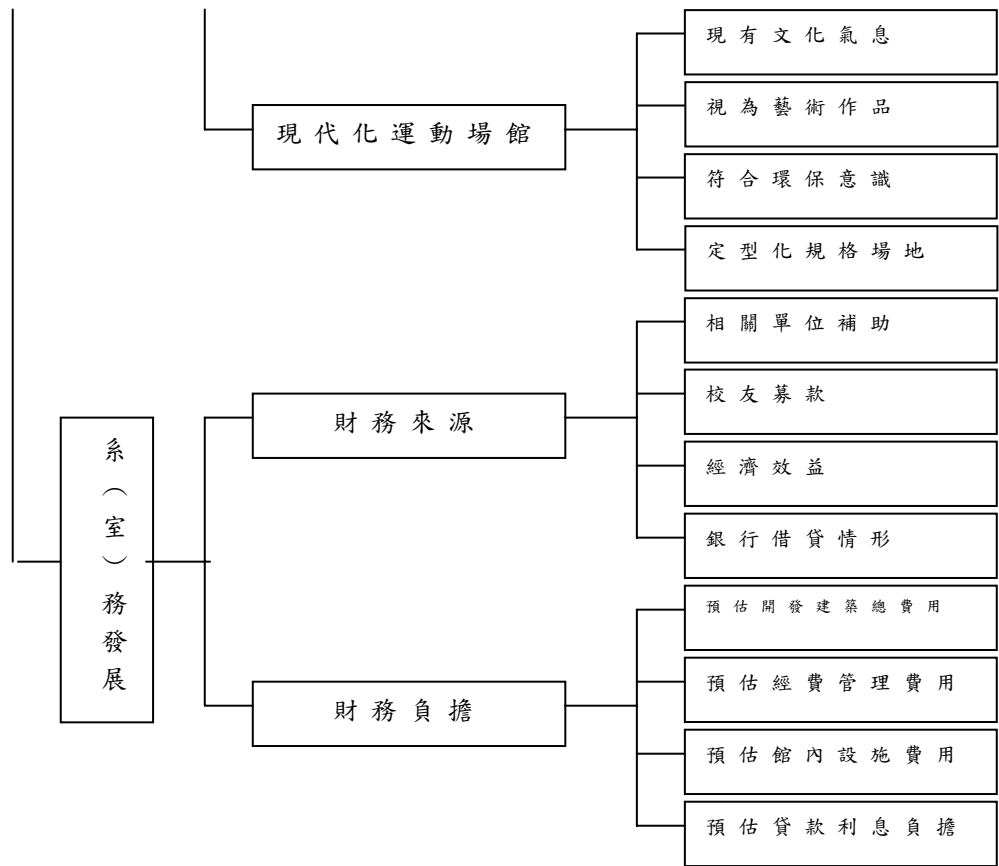 現有文化氣息
視為藝術作品
現代化運動場館
符合環保意識
定型化規格場地
相關單位補助
校友募款
財務來源
經濟效益
銀行借貸情形
系（室）務發展
預估開發建築總費用
預估經費管理費用
財務負擔
預估館內設施費用
預估貸款利息負擔